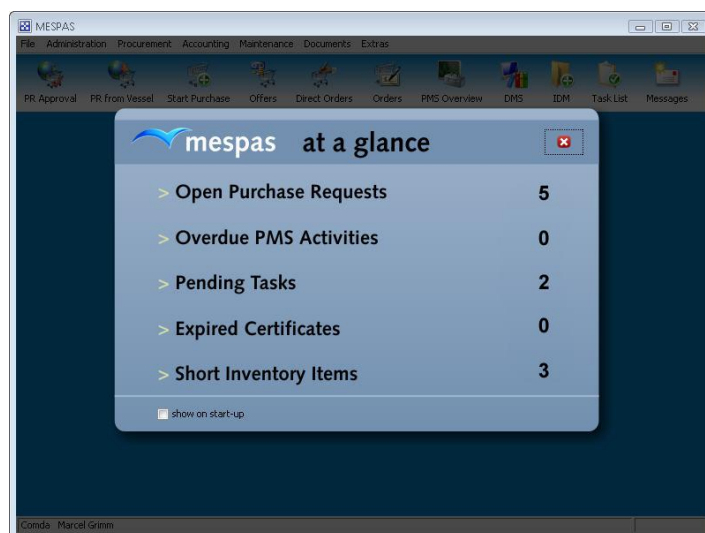 MESPAS
File Administration Procurement Accounting Maintenance Documents Extras
PR Approval PR from Vessel Start Purchase Offers Direct Orders Orders PMS Overview DMS IDM Task List Messages
mespas at a glance
> Open Purchase Requests 5
> Overdue PMS Activities 0
> Pending Tasks 2
> Expired Certificates 0
> Short Inventory Items 3
show on start-up
Comda Marcel Grimm